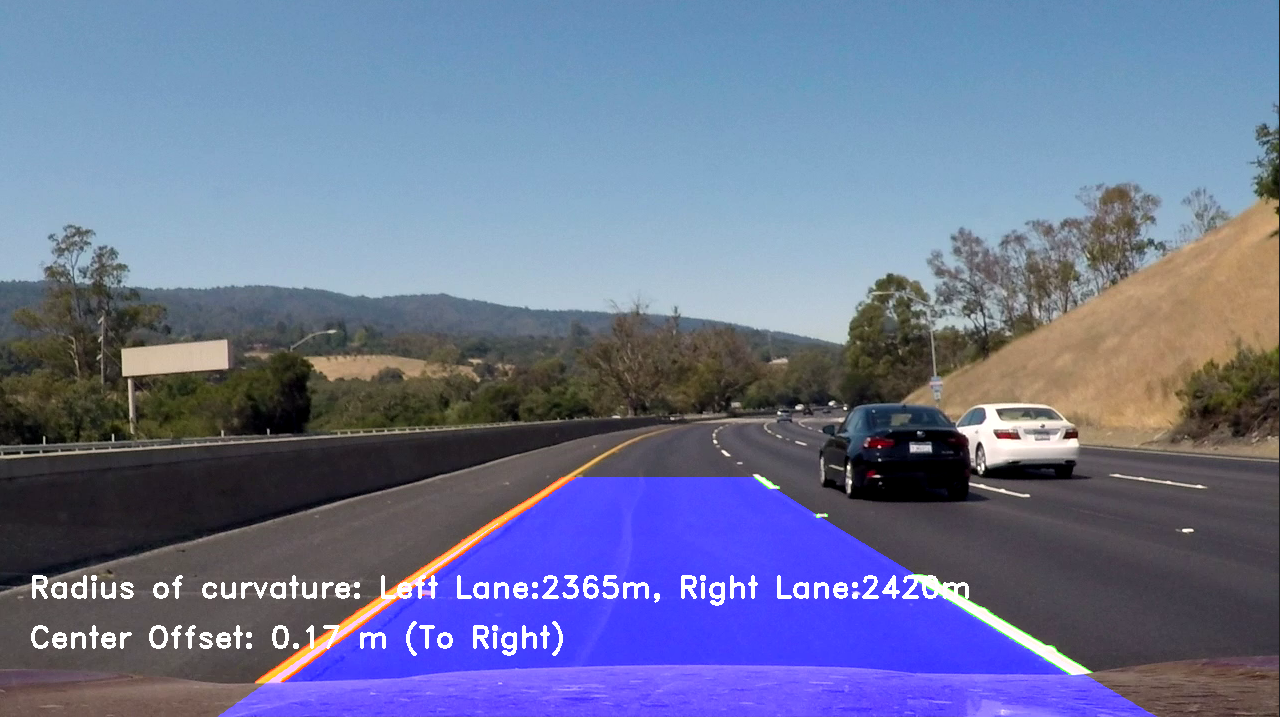 Radius of curvature: Left Lane:2365m, Right Lane:2420m
Center Offset: 0.17 m (To Right)